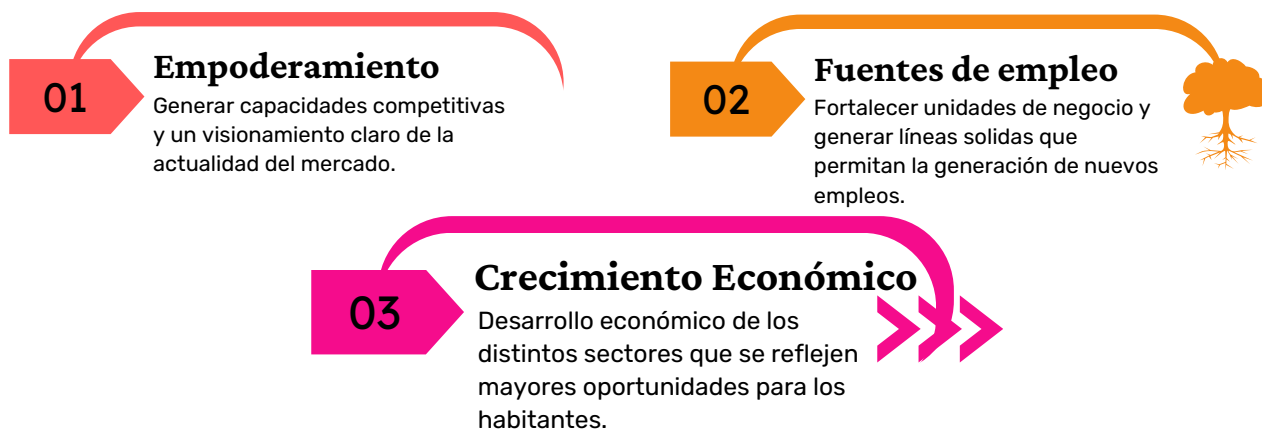 01
Empoderamiento
Generar capacidades competitivas
y un visionamiento claro de la
actualidad del mercado.
02
Fuentes de empleo
Fortalecer unidades de negocio y
generar líneas solidas que
permitan la generación de nuevos
empleos.
03
Crecimiento Económico
Desarrollo económico de los
distintos sectores que se reflejen
mayores oportunidades para los
habitantes.